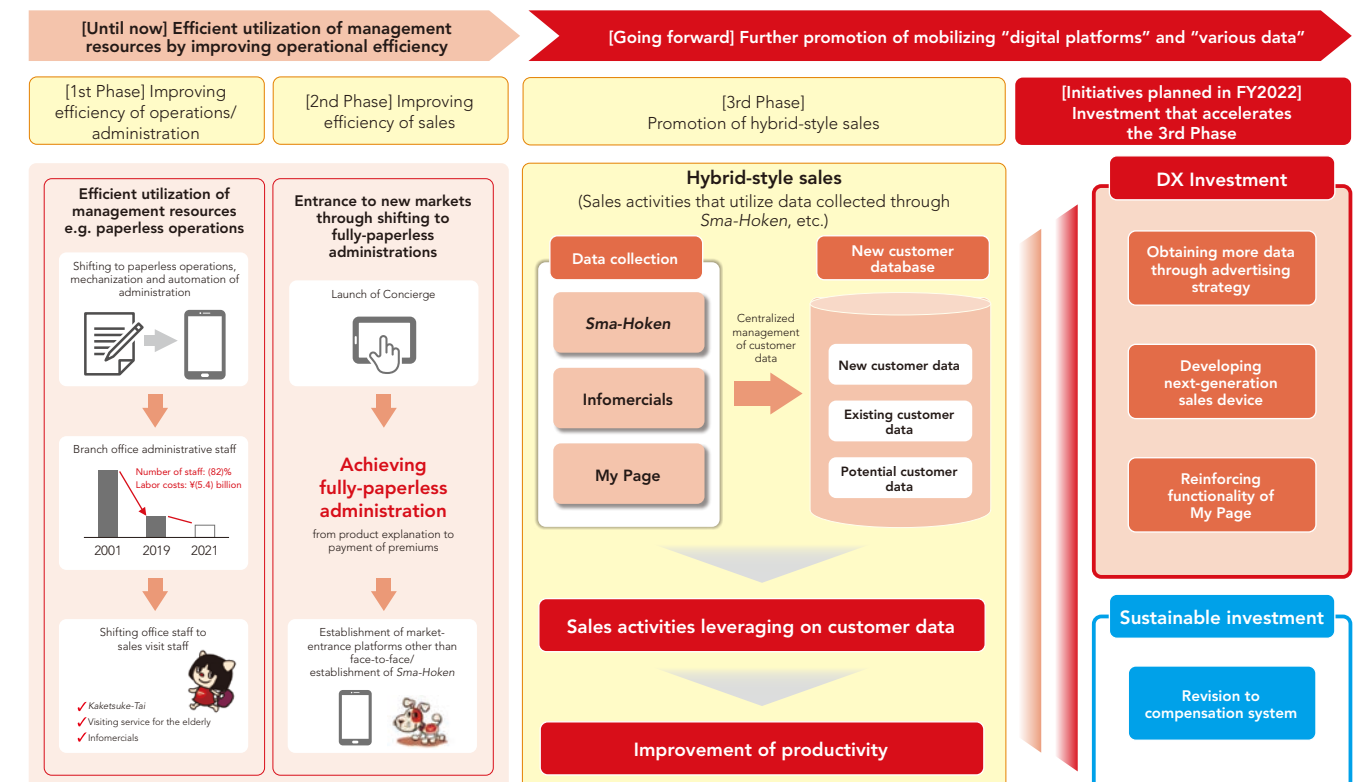 [Until now] Efficient utilization of management
resources by improving operational efficiency
[Going forward] Further promotion of mobilizing “digital platforms” and “various data”
[1st Phase] Improving
efficiency of operations/
administration
[2nd Phase] Improving
efficiency of sales
[3rd Phase]
Promotion of hybrid-style sales
[Initiatives planned in FY2022]
Investment that accelerates
the 3rd Phase
Efficient utilization of
management resources
e.g. paperless operations
Shifting to paperless operations,
mechanization and automation of
administration
Branch office administrative staff
Number of staff: (82)%
Labor costs: ¥(5.4) billion
2001 2019 2021
Shifting office staff to
sales visit staff
✓Kaketsuke-Tai
✓Visiting service for the elderly
✓Infomercials
Entrance to new markets
through shifting to
fully-paperless
administrations
Launch of Concierge
Achieving
fully-paperless
administration
from product explanation to
payment of premiums
Establishment of market-
entrance platforms other than
face-to-face/
establishment of Sma-Hoken
Hybrid-style sales
(Sales activities that utilize data collected through
Sma-Hoken, etc.)
Data collection
Sma-Hoken
Infomercials
My Page
Centralized
management
of customer
data
New customer
database
New customer data
Existing customer
data
Potential customer
data
Sales activities leveraging on customer data
Improvement of productivity
DX Investment
Obtaining more data
through advertising
strategy
Developing
next-generation
sales device
Reinforcing
functionality of
My Page
Sustainable investment
Revision to
compensation system